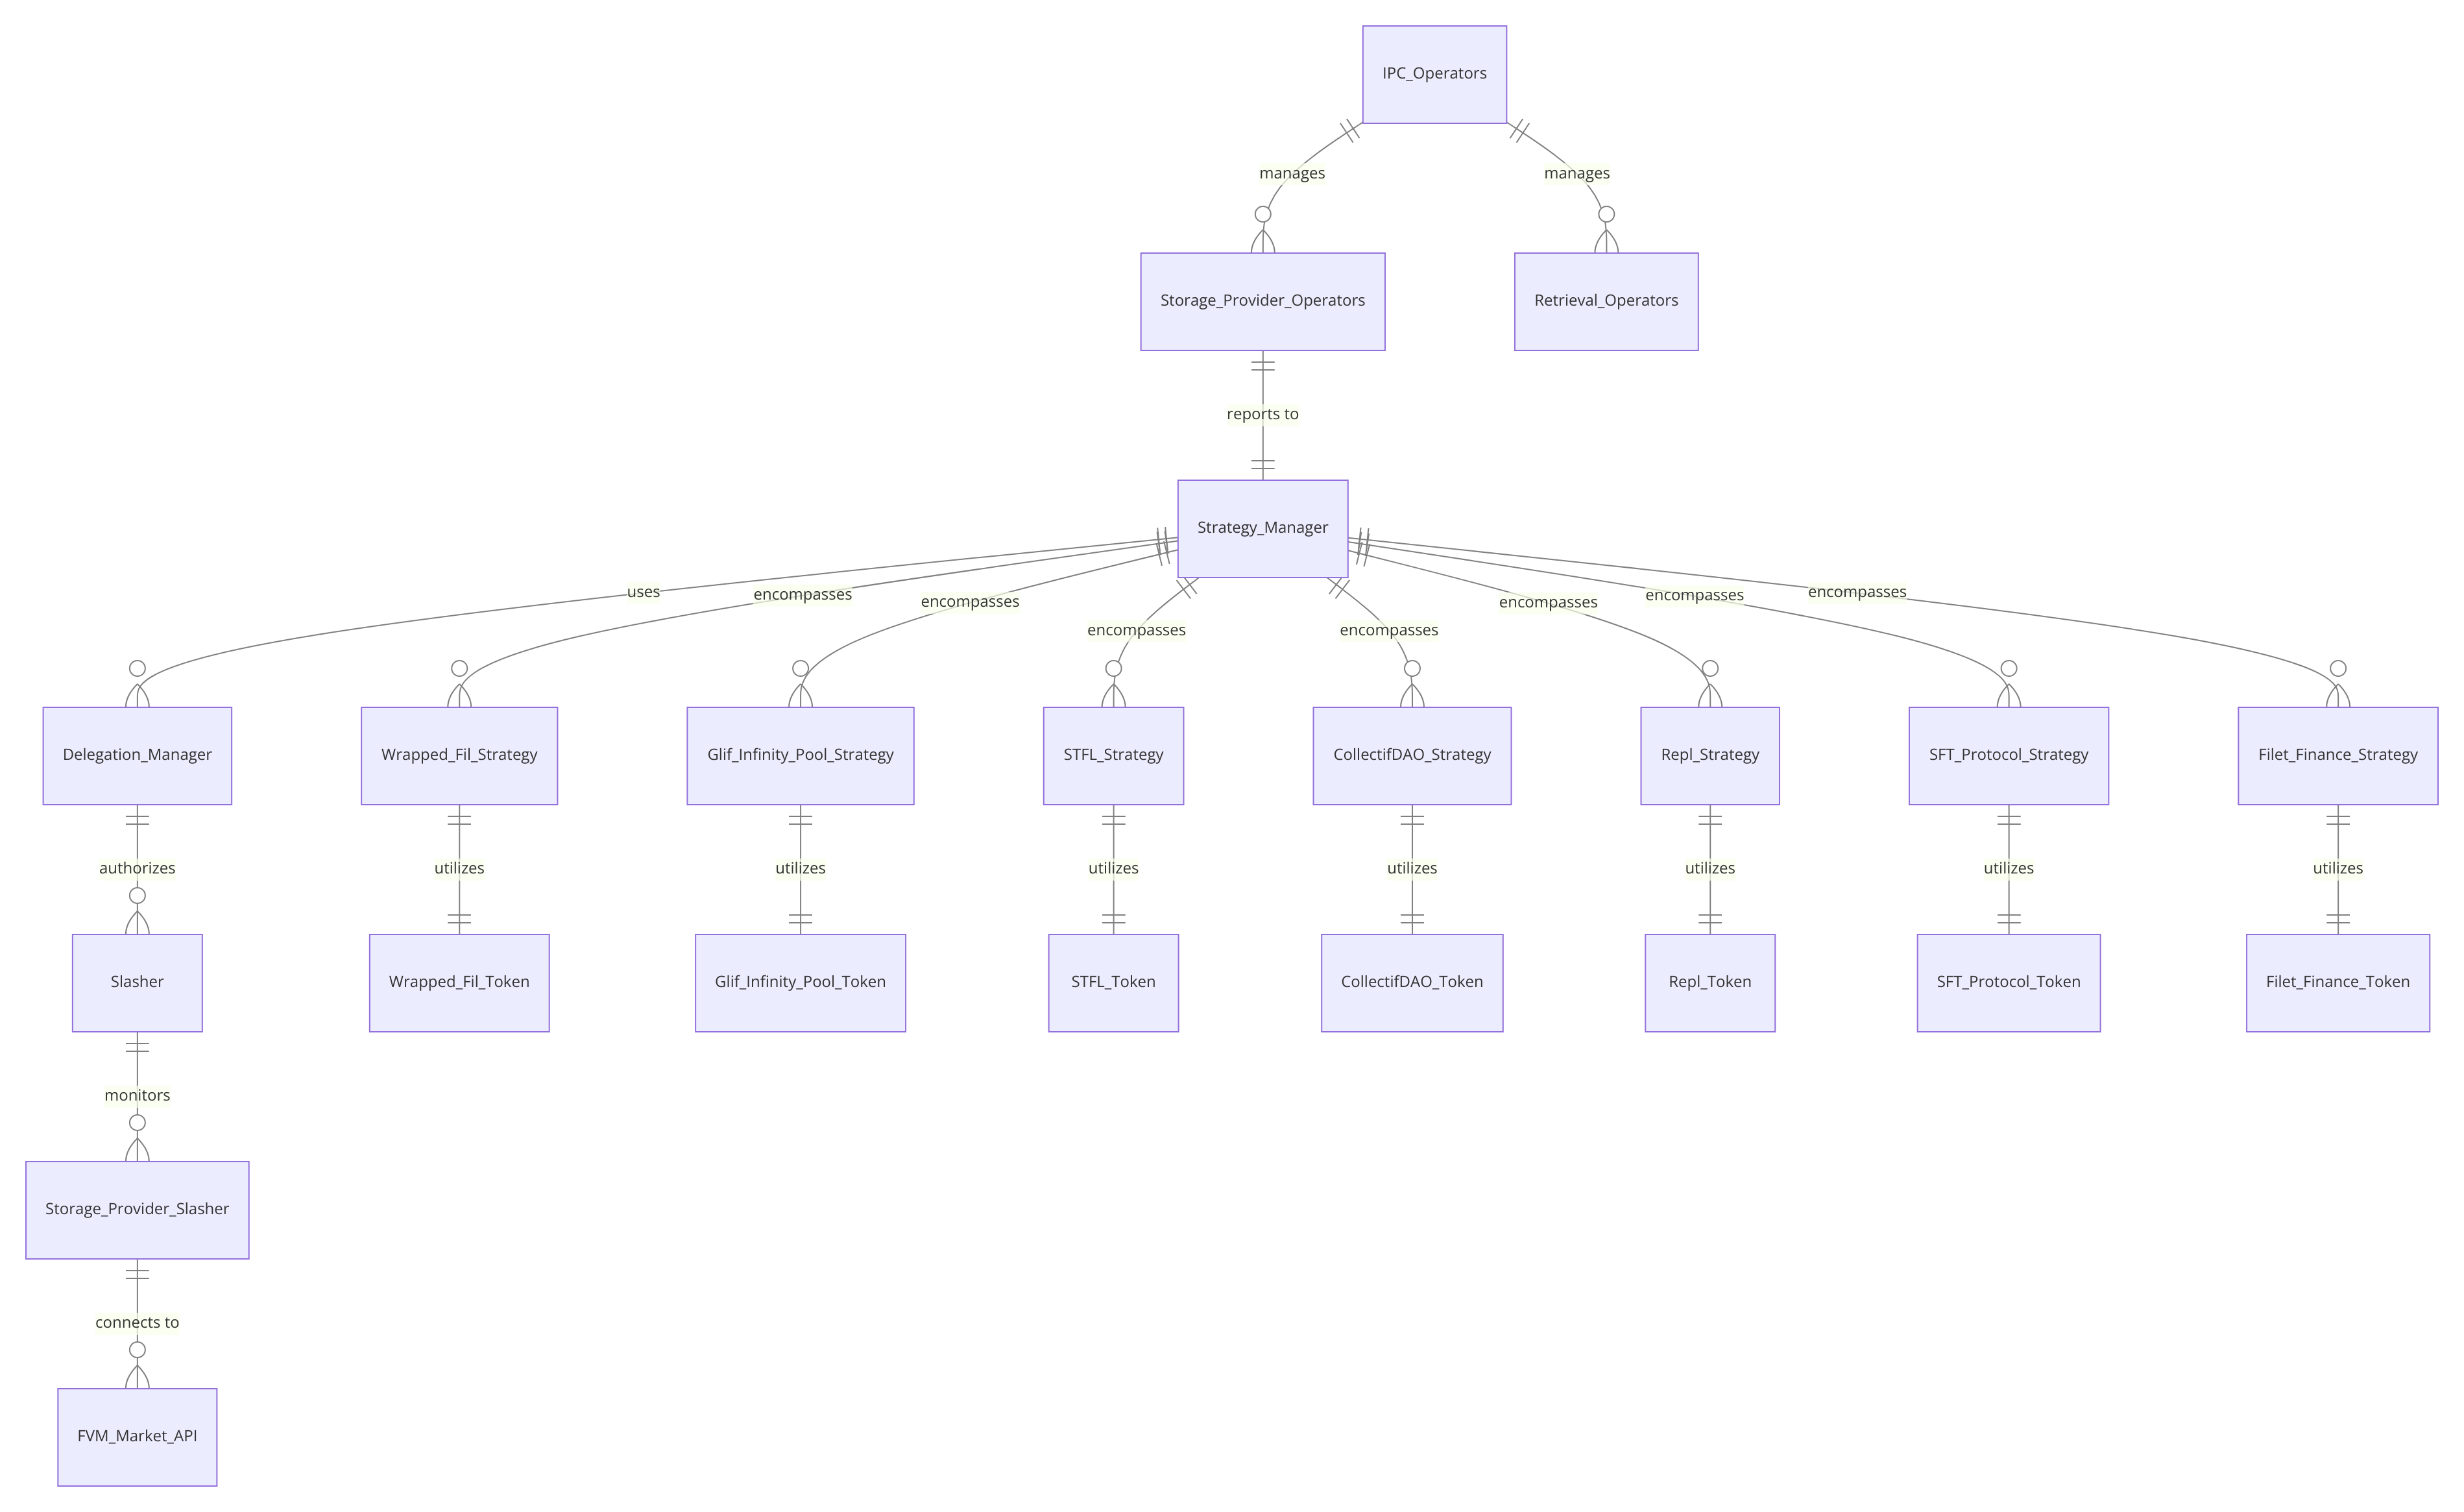 IPC_Operators
manages
manages
Storage_Provider_Operators
Retrieval_Operators
reports to
Strategy_Manager
uses
encompasses
encompasses
encompasses
encompasses
encompasses
encompasses
encompasses
Delegation_Manager
Wrapped_Fil_Strategy
Glif_Infinity_Pool_Strategy
STFL_Strategy
CollectifDAO_Strategy
Repl_Strategy
SFT_Protocol_Strategy
Filet_Finance_Strategy
authorizes
utilizes
utilizes
utilizes
utilizes
utilizes
utilizes
utilizes
Slasher
Wrapped_Fil_Token
Glif_Infinity_Pool_Token
STFL_Token
CollectifDAO_Token
Repl_Token
SFT_Protocol_Token
Filet_Finance_Token
monitors
Storage_Provider_Slasher
connects to
FVM_Market_API